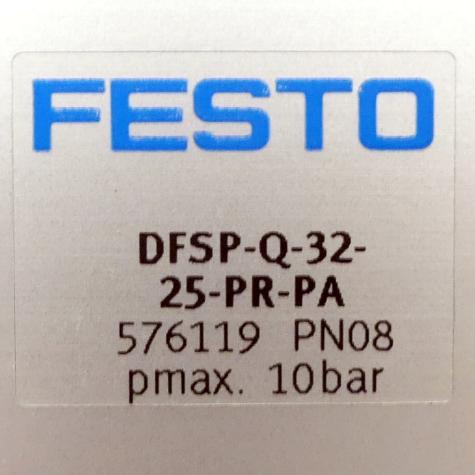 FESTO
DFSP-Q-32-
25-PR-PA
576119 PN08
pmax. 10bar